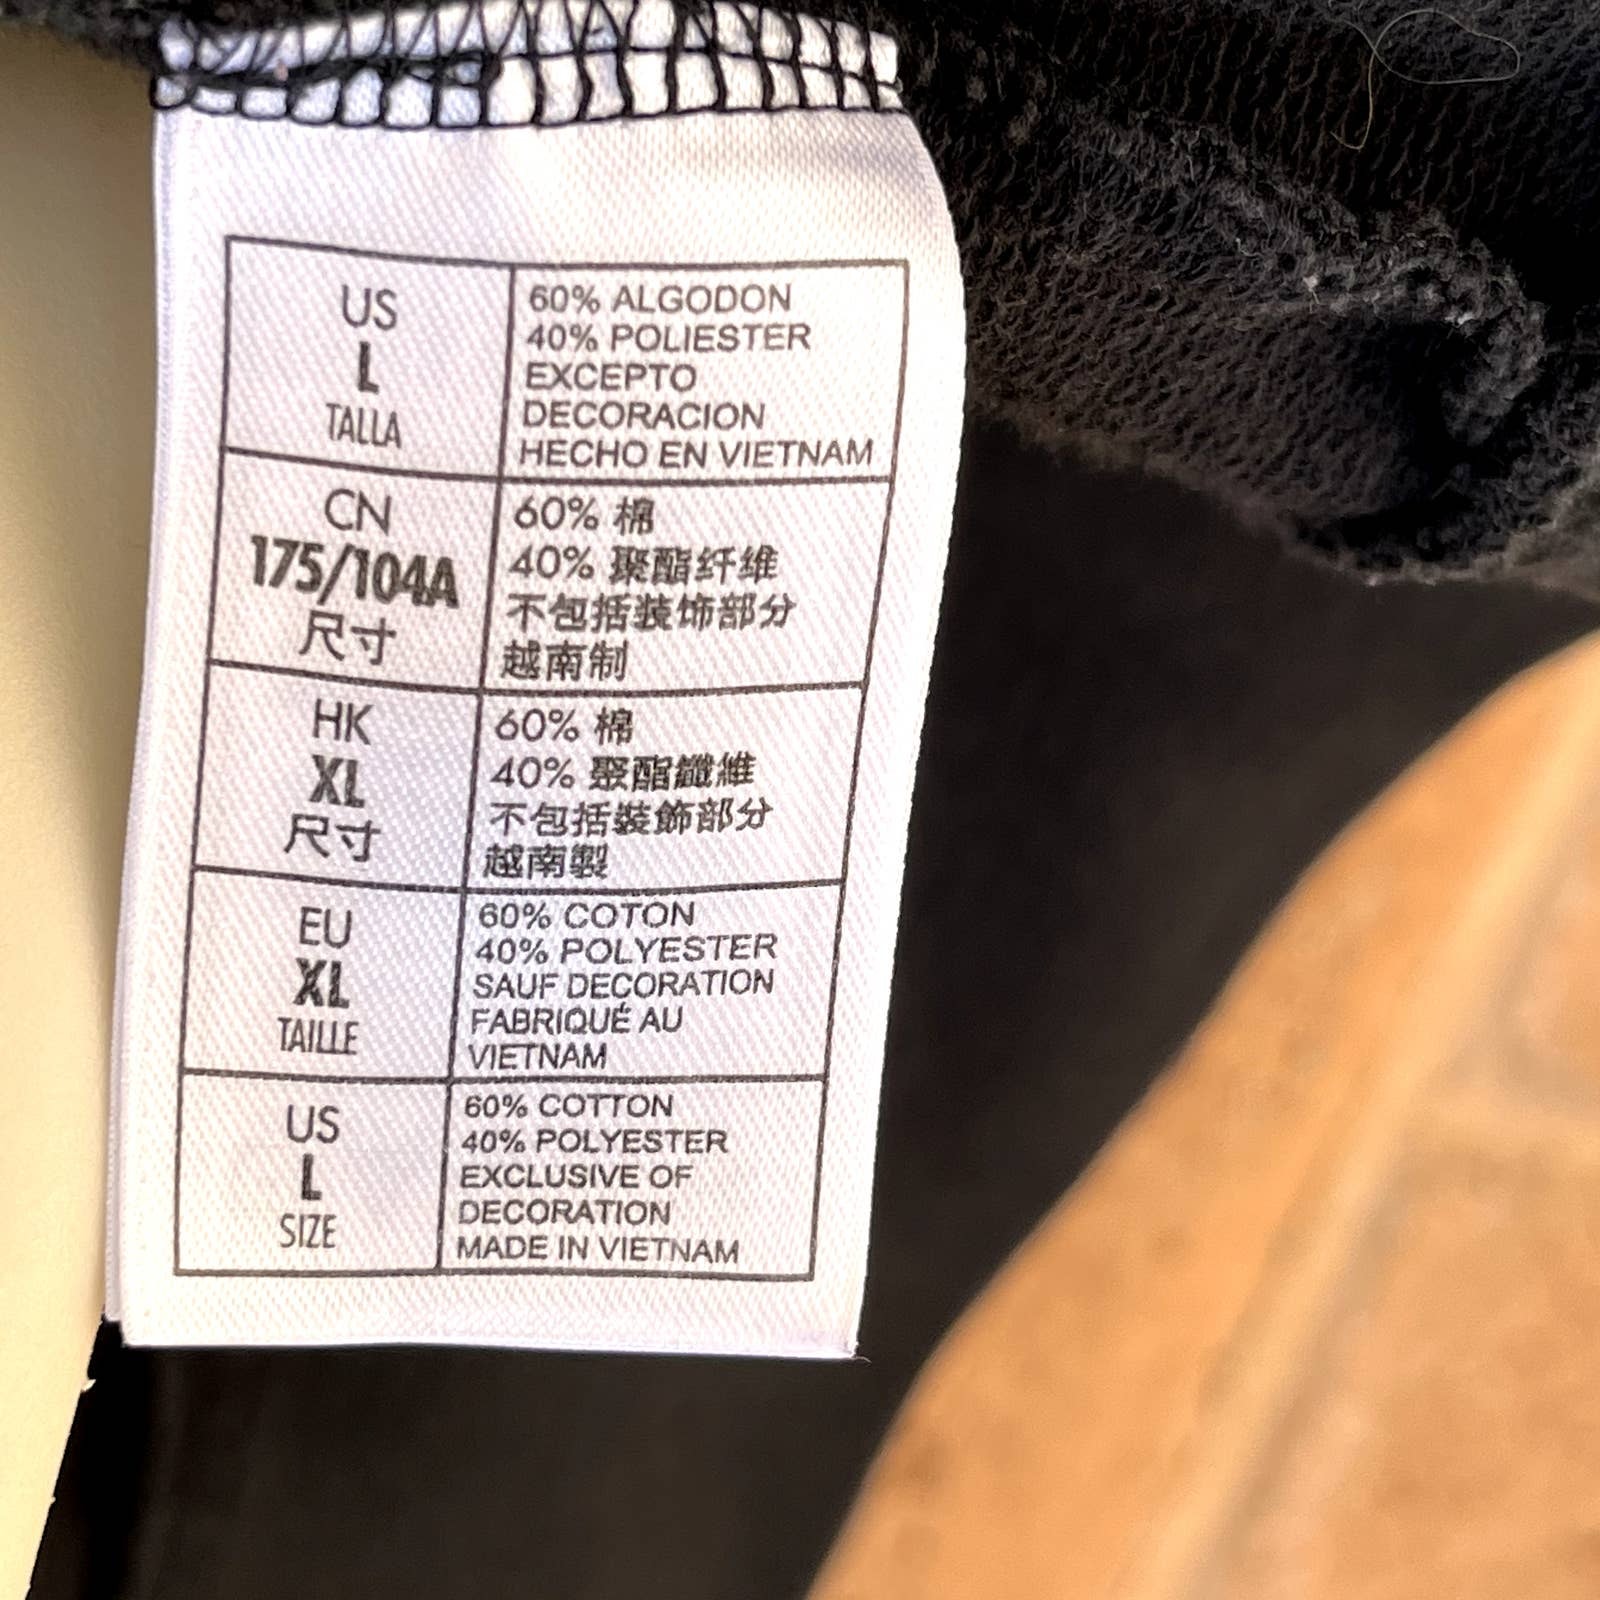 US
L
TALLA
60% ALGODON
40% POLIESTER
EXCEPTO
DECORACION
HECHO EN VIETNAM
CN
175/104A
尺寸
60% 棉
40% 聚酯纤维
不包括装饰部分
越南制
HK
XL
尺寸
60% 棉
40% 聚酯纖維
不包括裝飾部分
越南製
EU
XL
TAILLE
60% COTON
40% POLYESTER
SAUF DECORATION
FABRIQUÉ AU
VIETNAM
US
L
SIZE
60% COTTON
40% POLYESTER
EXCLUSIVE OF
DECORATION
MADE IN VIETNAM